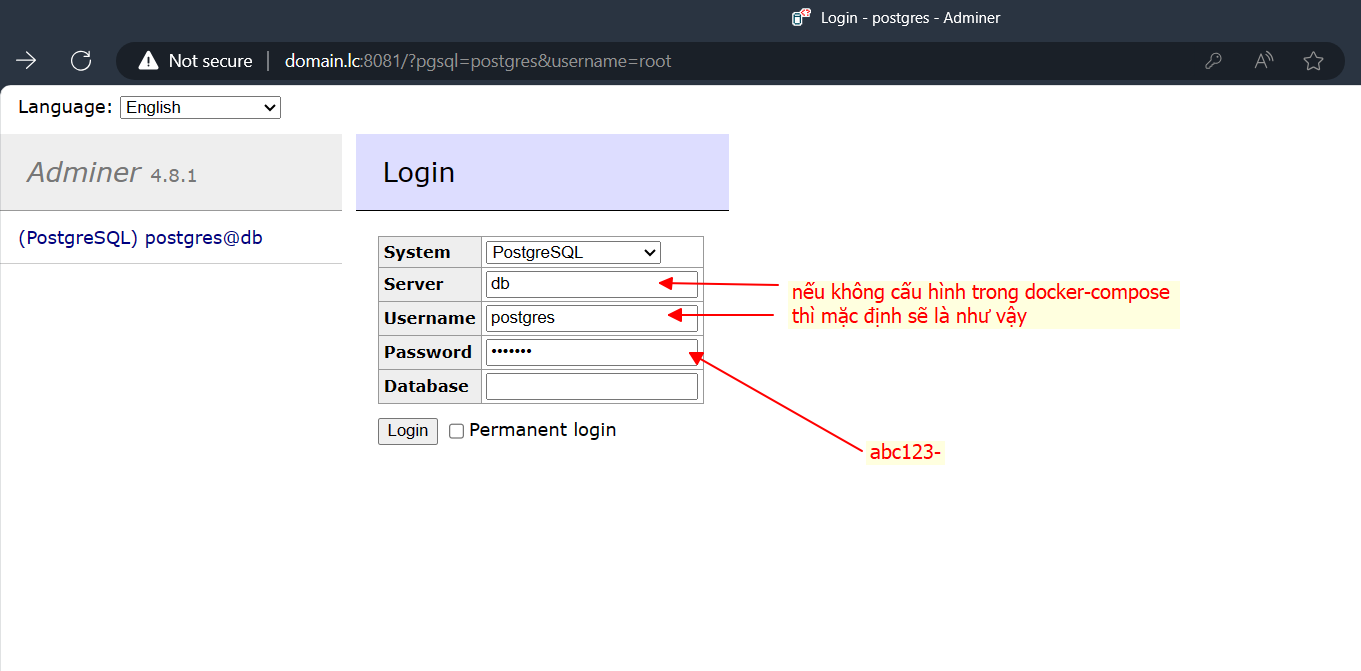 Login - postgres - Adminer
Not secure | domain.lc:8081/?pgsql=postgres&username=root
Language: English
Adminer 4.8.1
Login
(PostgreSQL) postgres@db
System PostgreSQL
Server db
Username postgres
Password •••••••
Database
nếu không cấu hình trong docker-compose
thì mặc định sẽ là như vậy
Login Permanent login
abc123-